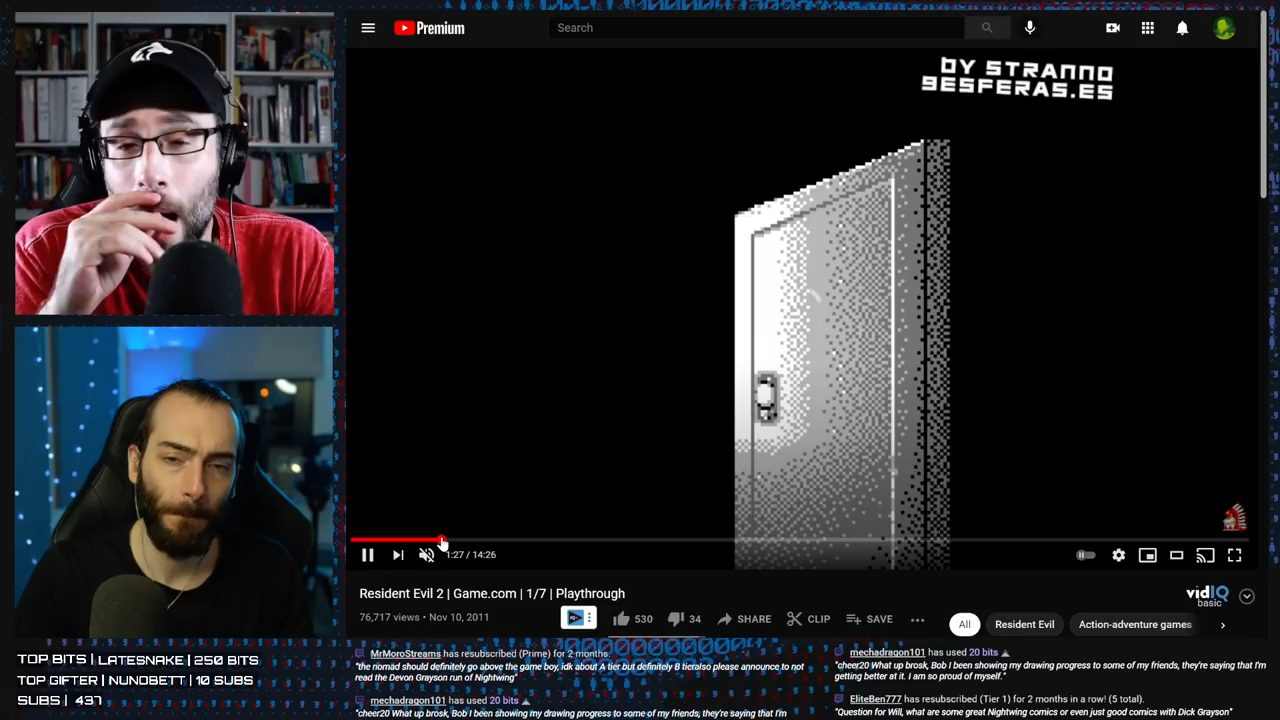 Premium
Search
BY STRANNO
9ESFERAS.ES
1:27 / 14:26
Resident Evil 2 | Game.com | 1/7 | Playthrough
vidIQ
basic
76,717 views • Nov 10, 2011
530
34
SHARE
CLIP
SAVE
All
Resident Evil
Action-adventure games
TOP BITS | LATESNAKE | 250 BITS
TOP GIFTER | NUNOBETT | 10 SUBS
SUBS | 437
MrMoroStreams has resubscribed (Prime) for 2 months.
"the nomad should definitely go above the game boy, idk about A tier but definitely B tieralso please announce to not
read the Devon Grayson run of Nightwing"
mechadragon101 has used 20 bits
"cheer20 What up brosk, Bob I been showing my drawing progress to some of my friends, they're saying that I'm
mechadragon101 has used 20 bits
"cheer20 What up brosk, Bob I been showing my drawing progress to some of my friends, they're saying that I'm
getting better at it. I am so proud of myself."
EliteBen777 has resubscribed (Tier 1) for 2 months in a row! (5 total).
"Question for Will, what are some great Nightwing comics or even just good comics with Dick Grayson"